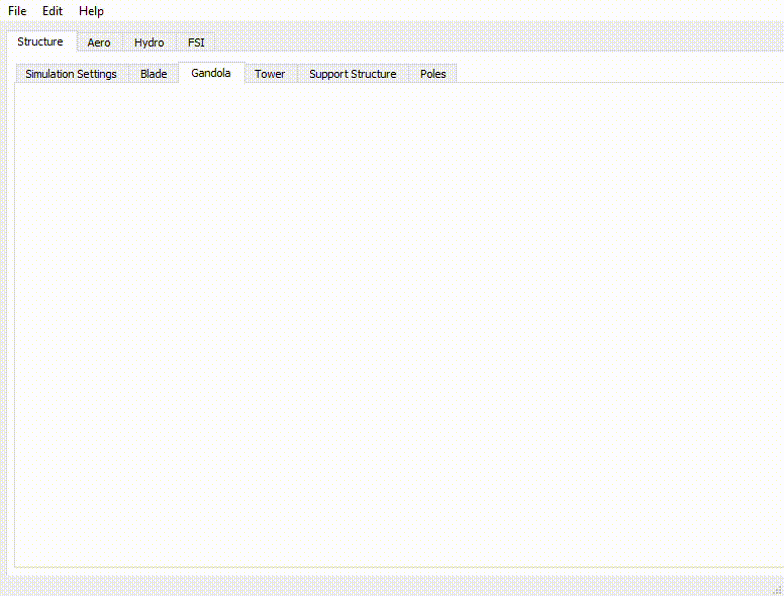 File Edit Help
Structure Aero Hydro FSI
Simulation Settings Blade Gandola Tower Support Structure Poles